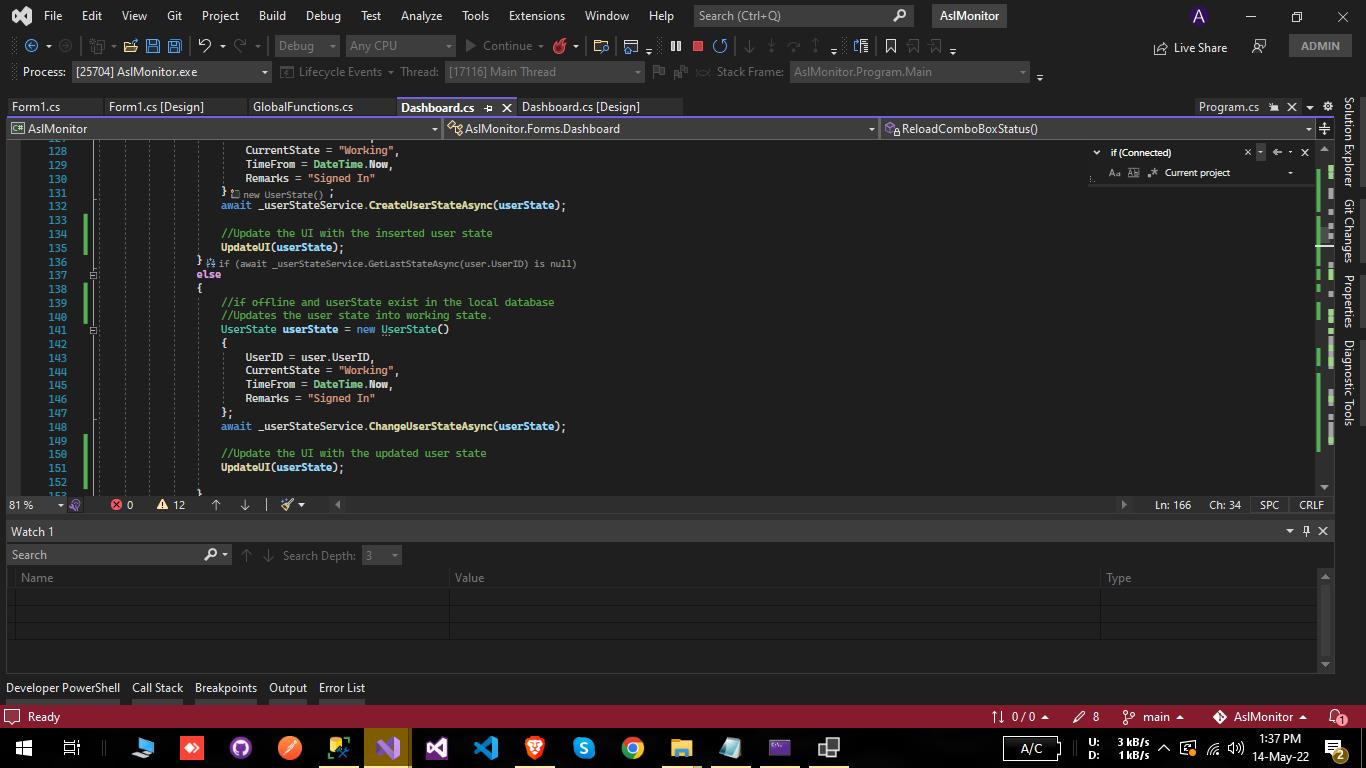 File Edit View Git Project Build Debug Test Analyze Tools Extensions Window Help Search (Ctrl+Q) AslMonitor A
Debug Any CPU Continue Live Share ADMIN
Process: [25704] AslMonitor.exe Lifecycle Events Thread: [17116] Main Thread Stack Frame: AslMonitor.Program.Main
Form1.cs Form1.cs [Design] GlobalFunctions.cs Dashboard.cs Dashboard.cs [Design] Program.cs
C# AslMonitor AslMonitor.Forms.Dashboard ReloadComboBoxStatus()
if (Connected)
Aa Ab Current project
128 CurrentState = "Working",
129 TimeFrom = DateTime.Now,
130 Remarks = "Signed In"
131 } new UserState() ;
132 await _userStateService.CreateUserStateAsync(userState);
133
134 //Update the UI with the inserted user state
135 UpdateUI(userState);
136 } if (await _userStateService.GetLastStateAsync(user.UserID) is null)
137 else
138 {
139 //if offline and userState exist in the local database
140 //Updates the user state into working state.
141 UserState userState = new UserState()
142 {
143 UserID = user.UserID,
144 CurrentState = "Working",
145 TimeFrom = DateTime.Now,
146 Remarks = "Signed In"
147 };
148 await _userStateService.ChangeUserStateAsync(userState);
149
150 //Update the UI with the updated user state
151 UpdateUI(userState);
152
153 }
Solution Explorer
Git Changes
Properties
Diagnostic Tools
81 % 0 12 Ln: 166 Ch: 34 SPC CRLF
Watch 1
Search Search Depth: 3
Name Value Type
Developer PowerShell Call Stack Breakpoints Output Error List
Ready 0 / 0 8 main AslMonitor 1
A/C U: 3 kB/s 1:37 PM
D: 1 kB/s 14-May-22 2